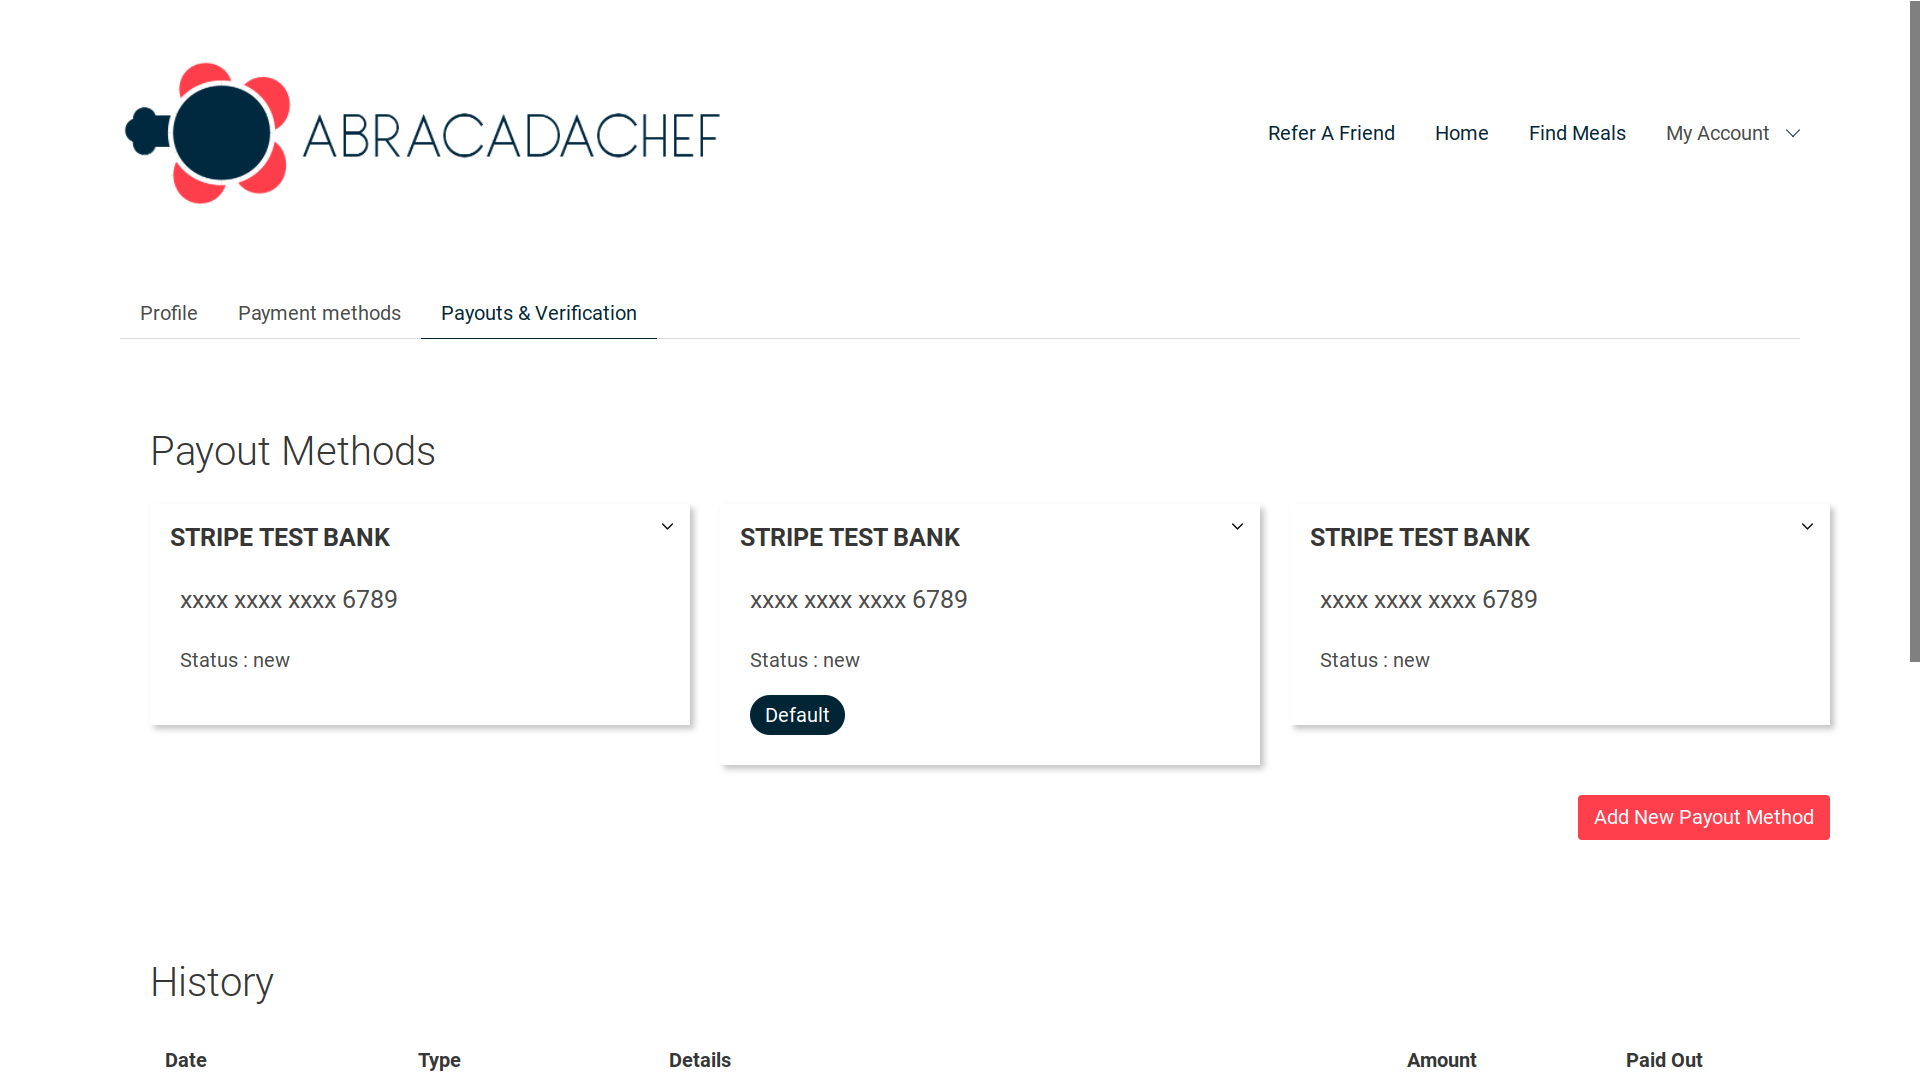 ABRACADACHEF
Refer A Friend Home Find Meals My Account
Profile Payment methods Payouts & Verification
Payout Methods
STRIPE TEST BANK
xxxx xxxx xxxx 6789
Status : new
STRIPE TEST BANK
xxxx xxxx xxxx 6789
Status : new
Default
STRIPE TEST BANK
xxxx xxxx xxxx 6789
Status : new
Add New Payout Method
History
Date Type Details Amount Paid Out